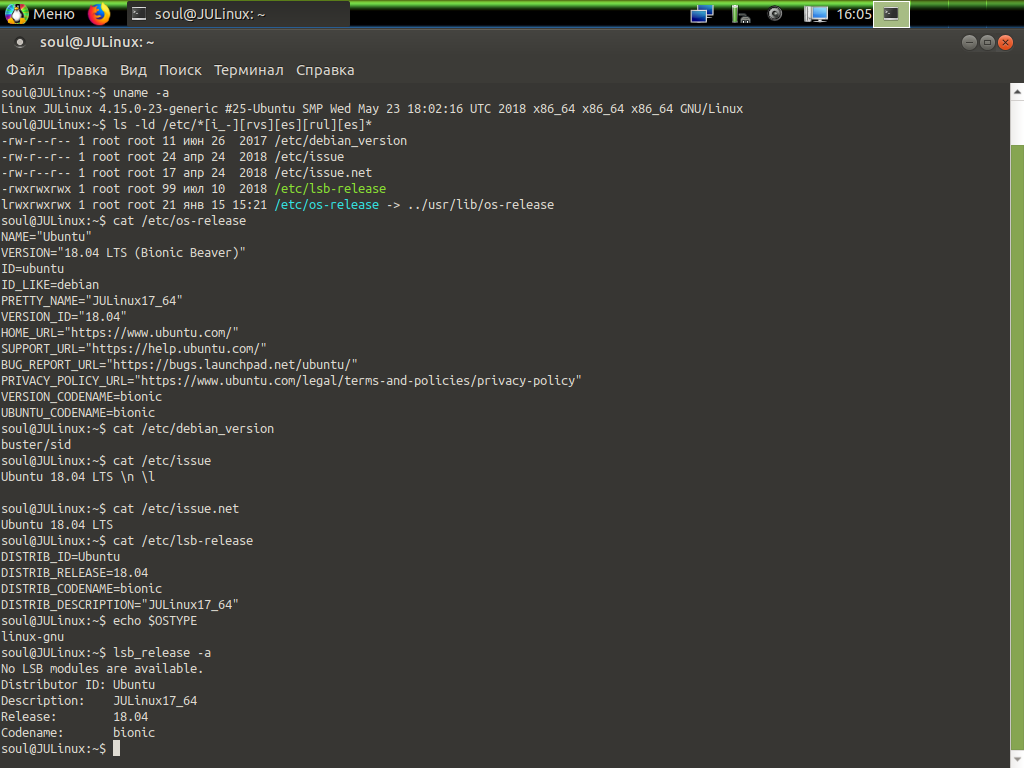 Меню soul@JULinux: ~ 16:05
soul@JULinux: ~
Файл Правка Вид Поиск Терминал Справка
soul@JULinux:~$ uname -a
Linux JULinux 4.15.0-23-generic #25-Ubuntu SMP Wed May 23 18:02:16 UTC 2018 x86_64 x86_64 x86_64 GNU/Linux
soul@JULinux:~$ ls -ld /etc/*[i_-][rvs][es][rul][es]*
-rw-r--r-- 1 root root 11 июн 26  2017 /etc/debian_version
-rw-r--r-- 1 root root 24 апр 24  2018 /etc/issue
-rw-r--r-- 1 root root 17 апр 24  2018 /etc/issue.net
-rwxrwxrwx 1 root root 99 июл 10  2018 /etc/lsb-release
lrwxrwxrwx 1 root root 21 янв 15 15:21 /etc/os-release -> ../usr/lib/os-release
soul@JULinux:~$ cat /etc/os-release
NAME="Ubuntu"
VERSION="18.04 LTS (Bionic Beaver)"
ID=ubuntu
ID_LIKE=debian
PRETTY_NAME="JULinux17_64"
VERSION_ID="18.04"
HOME_URL="https://www.ubuntu.com/"
SUPPORT_URL="https://help.ubuntu.com/"
BUG_REPORT_URL="https://bugs.launchpad.net/ubuntu/"
PRIVACY_POLICY_URL="https://www.ubuntu.com/legal/terms-and-policies/privacy-policy"
VERSION_CODENAME=bionic
UBUNTU_CODENAME=bionic
soul@JULinux:~$ cat /etc/debian_version
buster/sid
soul@JULinux:~$ cat /etc/issue
Ubuntu 18.04 LTS \n \l

soul@JULinux:~$ cat /etc/issue.net
Ubuntu 18.04 LTS
soul@JULinux:~$ cat /etc/lsb-release
DISTRIB_ID=Ubuntu
DISTRIB_RELEASE=18.04
DISTRIB_CODENAME=bionic
DISTRIB_DESCRIPTION="JULinux17_64"
soul@JULinux:~$ echo $OSTYPE
linux-gnu
soul@JULinux:~$ lsb_release -a
No LSB modules are available.
Distributor ID: Ubuntu
Description:    JULinux17_64
Release:        18.04
Codename:       bionic
soul@JULinux:~$